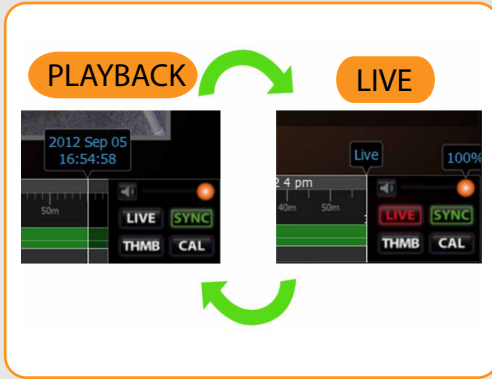 PLAYBACK
LIVE
2012 Sep 05
16:54:58
50m
LIVE SYNC
THMB CAL
Live
100%
2 4 pm
40m 50m
LIVE SYNC
THMB CAL